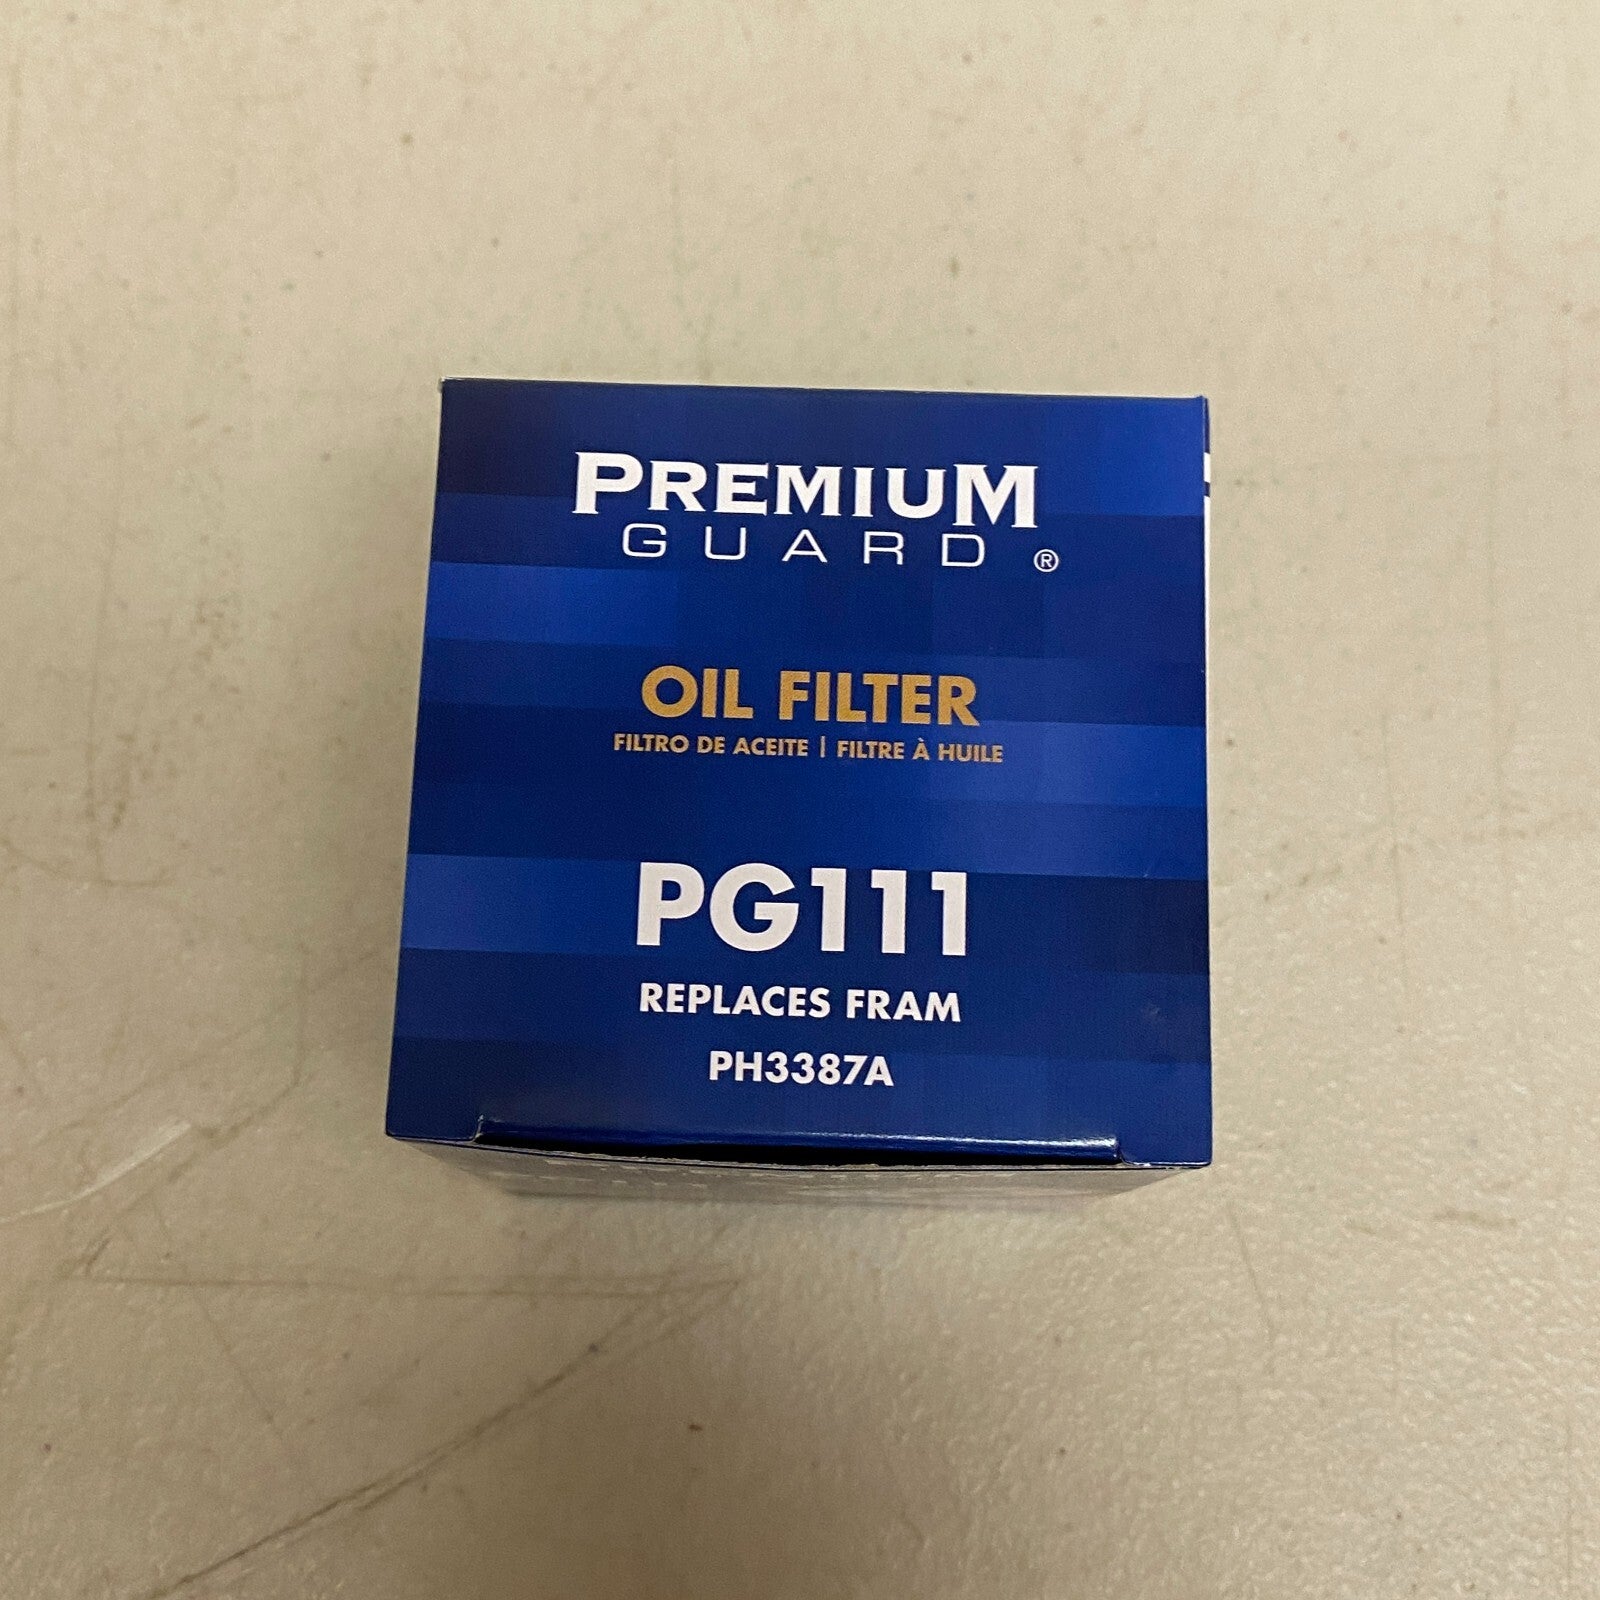 PREMIUM
GUARD ®
OIL FILTER
FILTRO DE ACEITE | FILTRE À HUILE
PG111
REPLACES FRAM
PH3387A